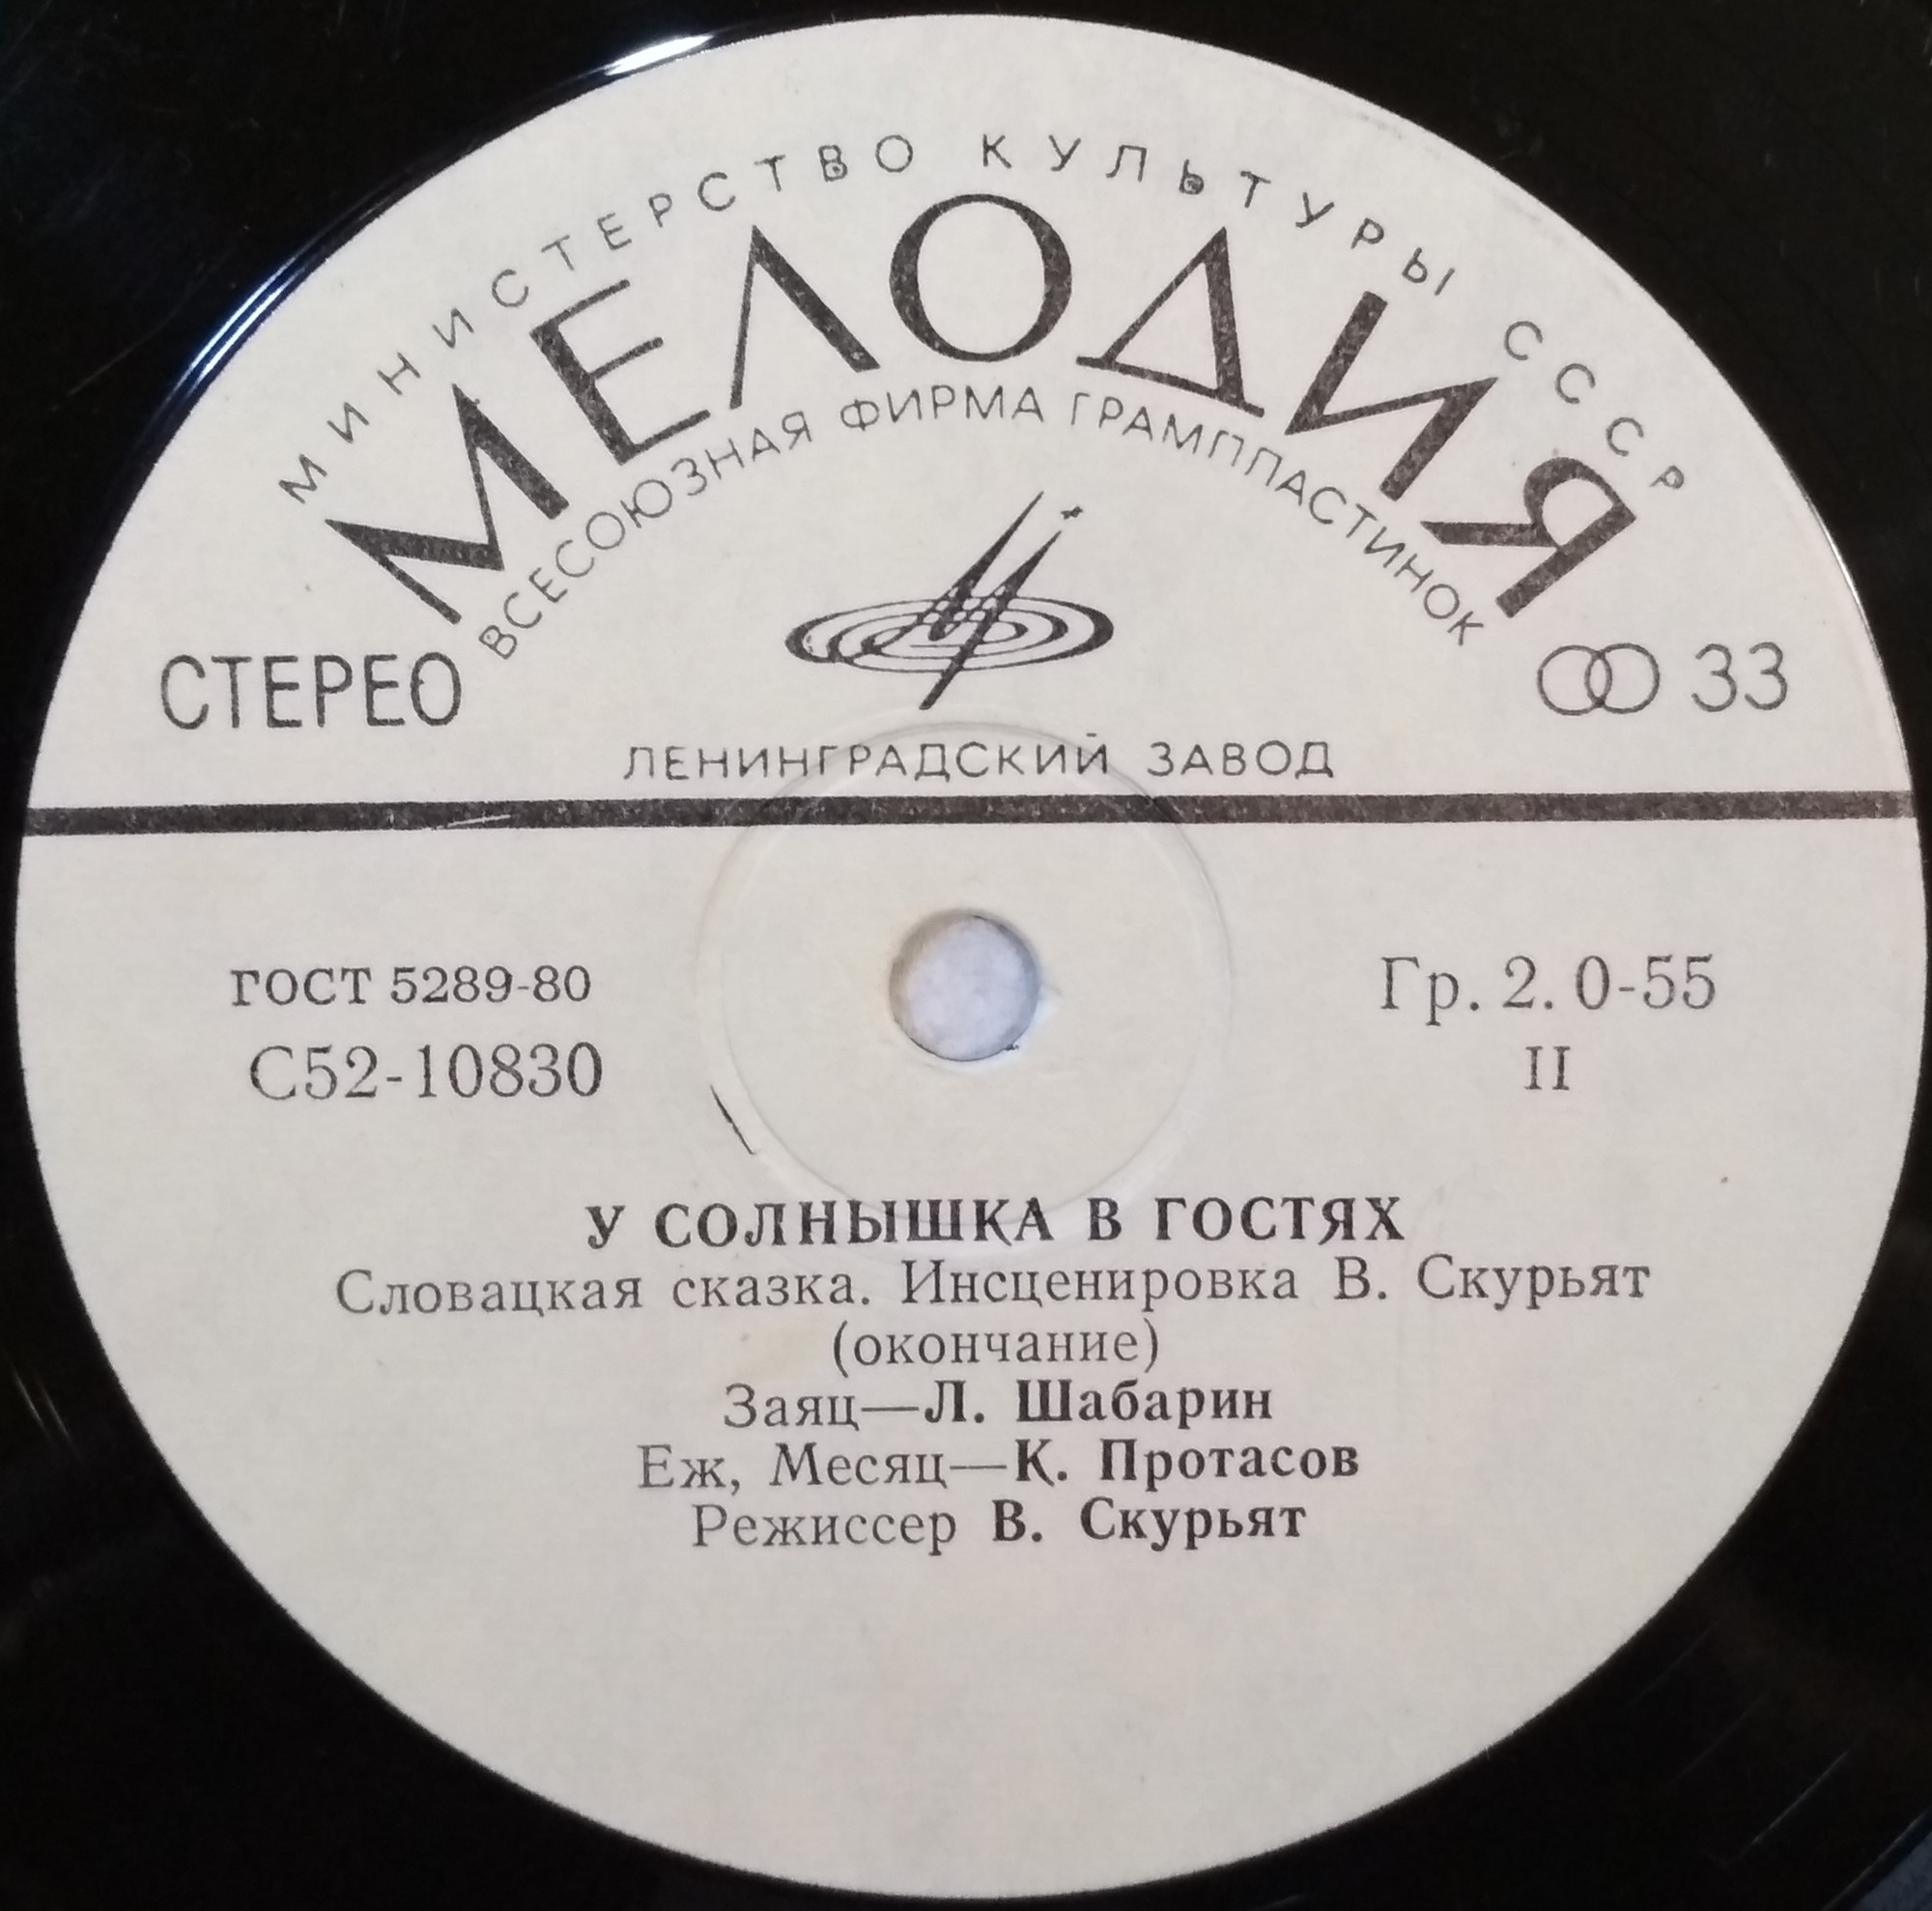 МИНИСТЕРСТВО КУЛЬТУРЫ СССР
МЕЛОДИЯ
ВСЕСОЮЗНАЯ ФИРМА ГРАМПЛАСТИНОК
СТЕРЕО
33
ЛЕНИНГРАДСКИЙ ЗАВОД
ГОСТ 5289-80
Гр. 2. 0-55
С52-10830
II
У СОЛНЫШКА В ГОСТЯХ
Словацкая сказка. Инсценировка В. Скурьят
(окончание)
Заяц—Л. Шабарин
Еж, Месяц—К. Протасов
Режиссер В. Скурьят